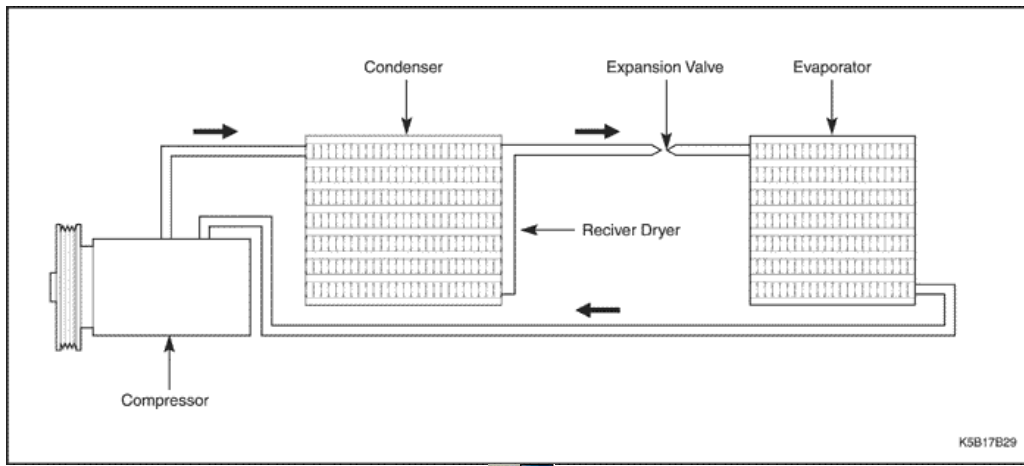 Condenser
Expansion Valve
Evaporator
Reciver Dryer
Compressor
K5B17B29